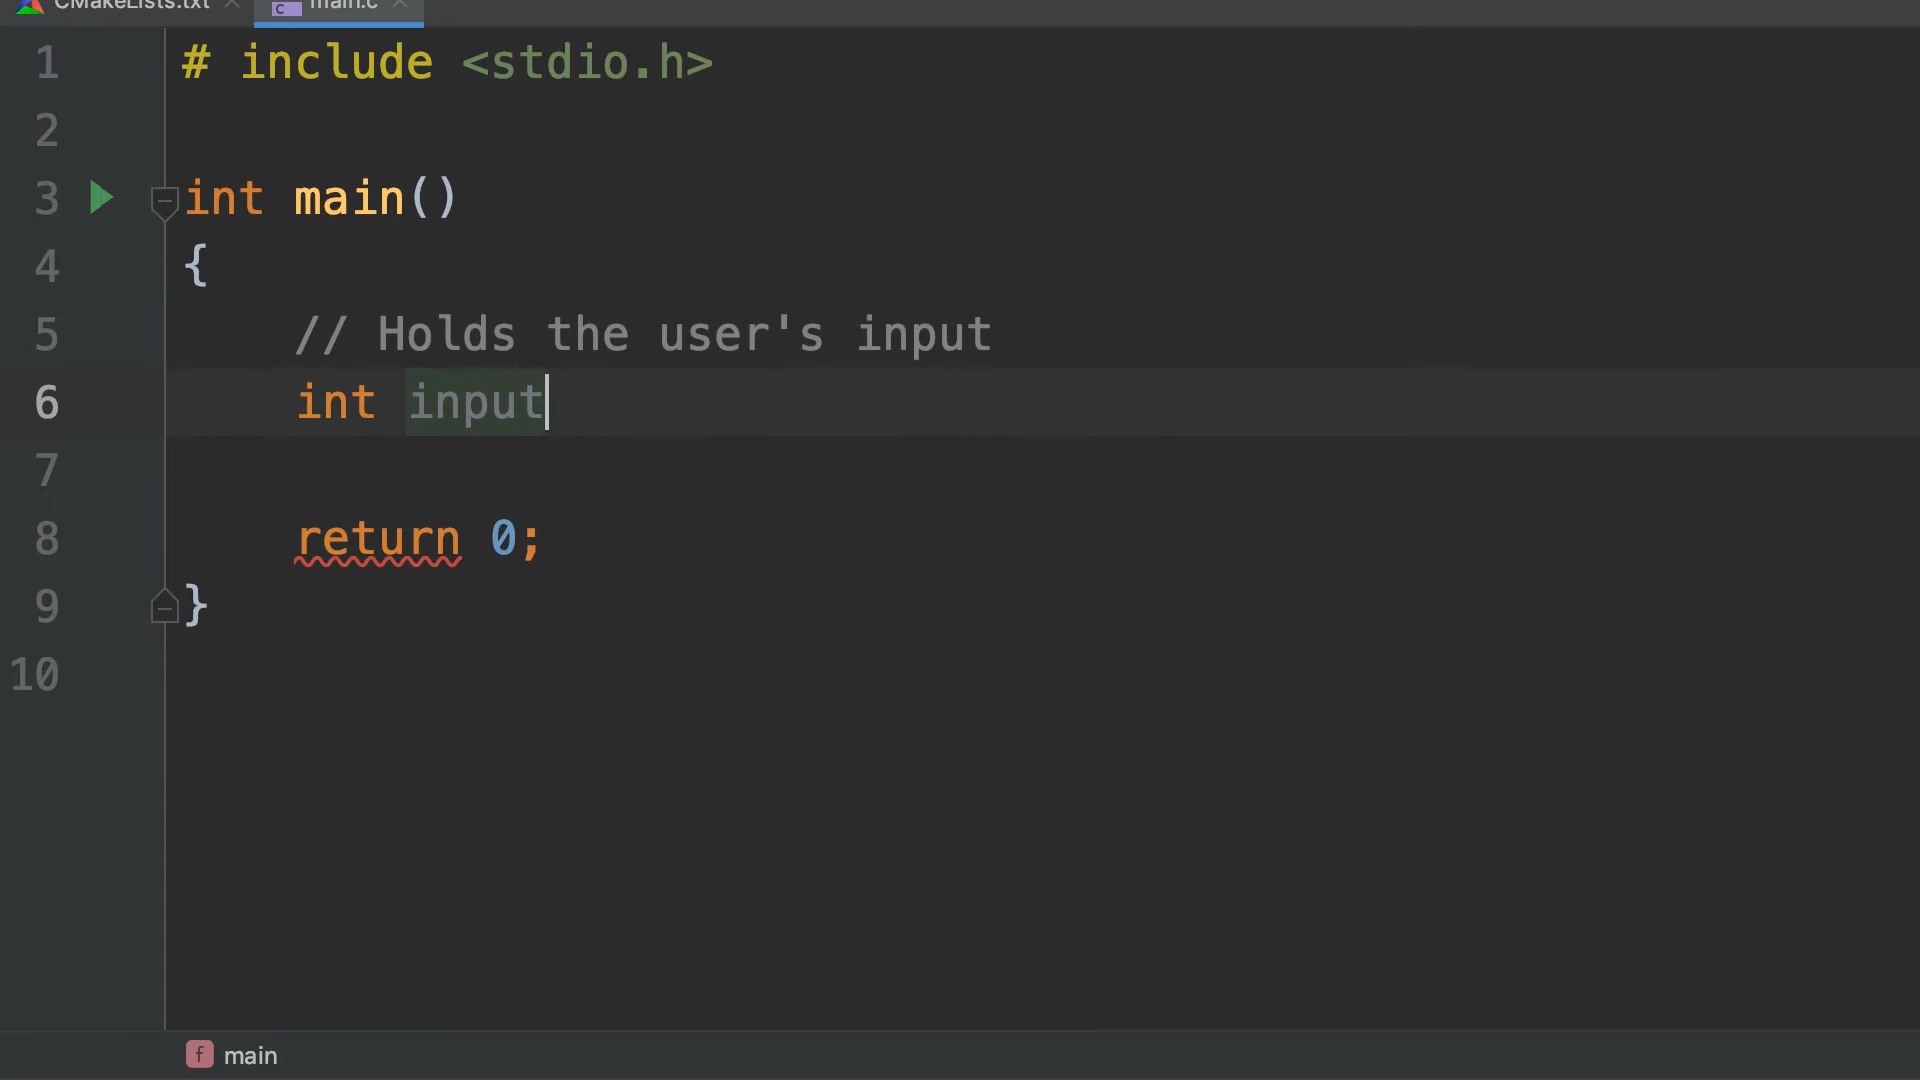 CMakeLists.txt main.c
1 # include <stdio.h>
2
3 int main()
4 {
5 // Holds the user's input
6 int input
7
8 return 0;
9 }
10
f main